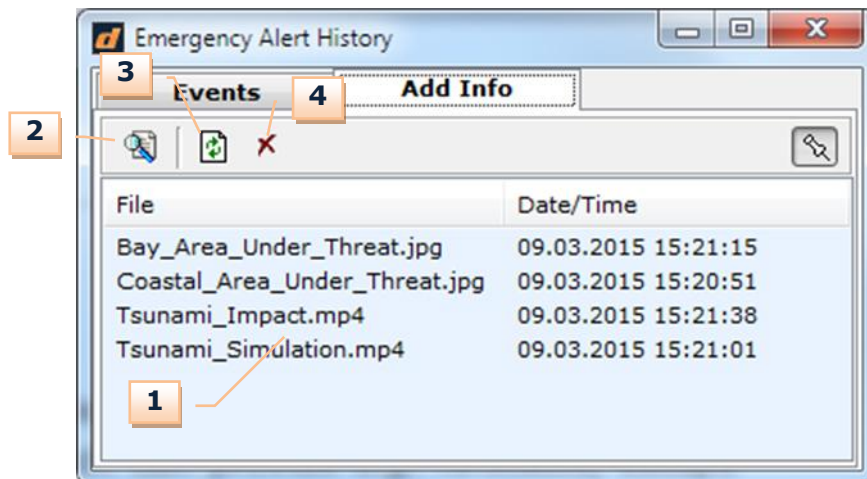 Emergency Alert History
3
Events
4
Add Info
2
File Date/Time
Bay_Area_Under_Threat.jpg 09.03.2015 15:21:15
Coastal_Area_Under_Threat.jpg 09.03.2015 15:20:51
Tsunami_Impact.mp4 09.03.2015 15:21:38
Tsunami_Simulation.mp4 09.03.2015 15:21:01
1